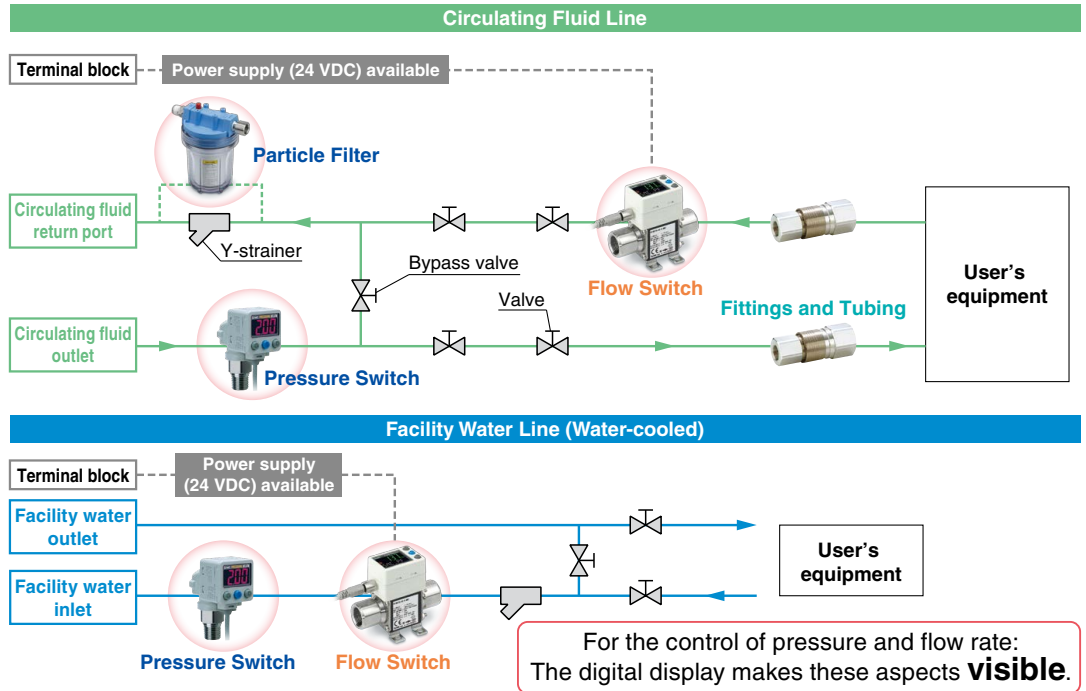 Circulating Fluid Line
Terminal block
Power supply (24 VDC) available
Particle Filter
Circulating fluid
return port
Y-strainer
Bypass valve
Flow Switch
User's
equipment
Valve
Fittings and Tubing
Circulating fluid
outlet
200
Pressure Switch
Facility Water Line (Water-cooled)
Terminal block
Power supply
(24 VDC) available
Facility water
outlet
User's
equipment
Facility water
inlet
200
Pressure Switch
Flow Switch
For the control of pressure and flow rate:
The digital display makes these aspects visible.